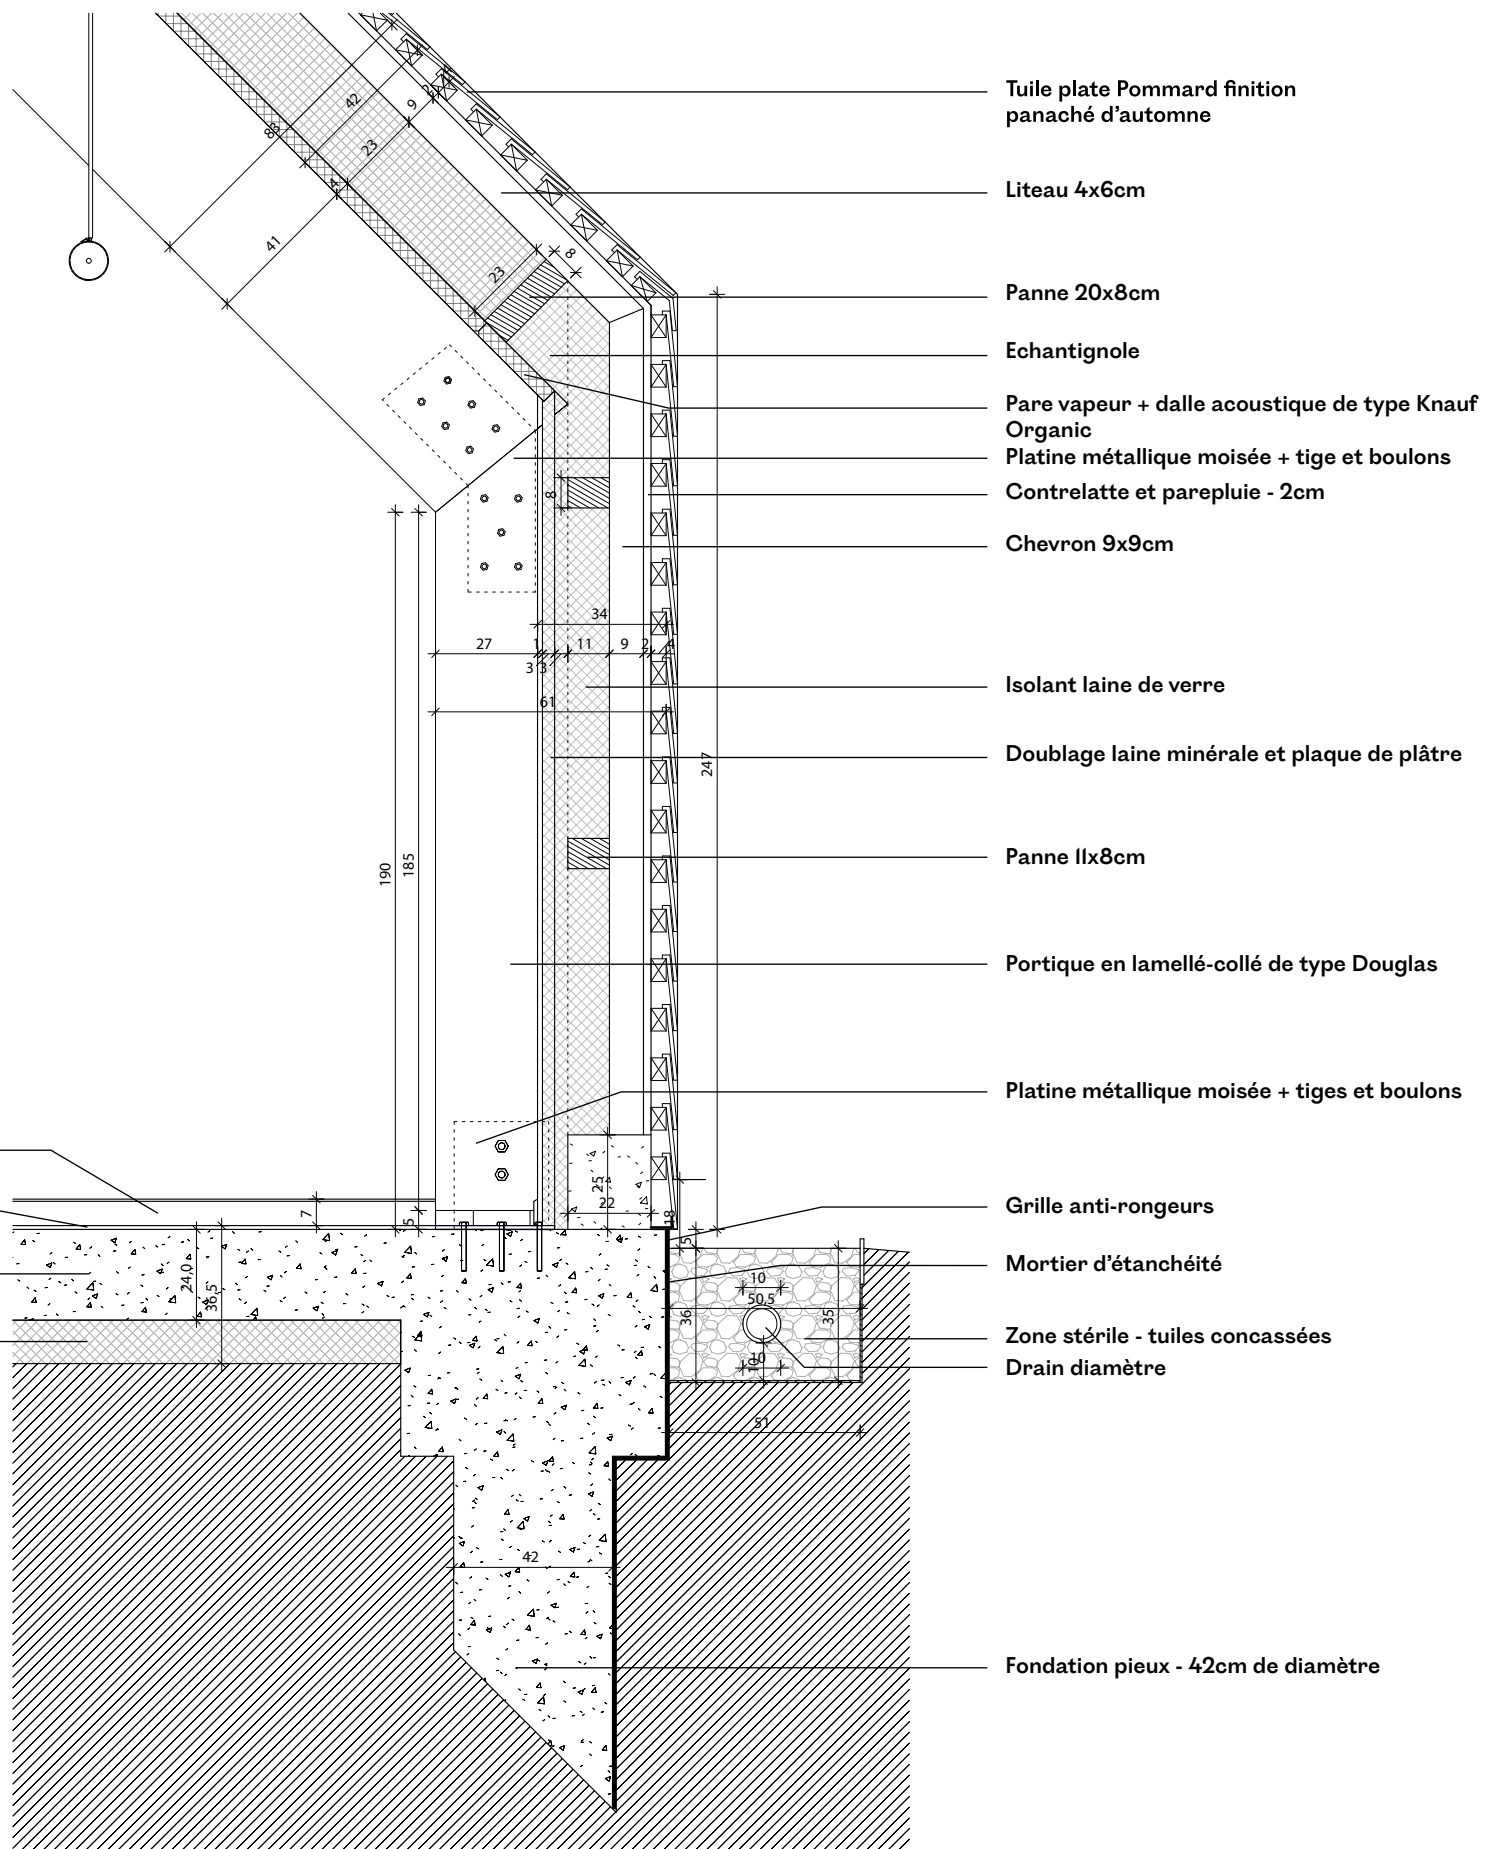 Tuile plate Pommard finition
panaché d'automne
Liteau 4x6cm
Panne 20x8cm
Echantignole
Pare vapeur + dalle acoustique de type Knauf
Organic
Platine métallique moisée + tige et boulons
Contrelatte et parepluie - 2cm
Chevron 9x9cm
Isolant laine de verre
Doublage laine minérale et plaque de plâtre
Panne 11x8cm
Portique en lamellé-collé de type Douglas
Platine métallique moisée + tiges et boulons
Grille anti-rongeurs
Mortier d'étanchéité
Zone stérile - tuiles concassées
Drain diamètre
Fondation pieux - 42cm de diamètre
83
42
9
2
23
4
41
23
8
8
34
27
1
11
9
2
4
3
3
61
247
190
185
25
22
18
7
5
5
24,0
36,5
10
50,5
36
35
10
10
51
42